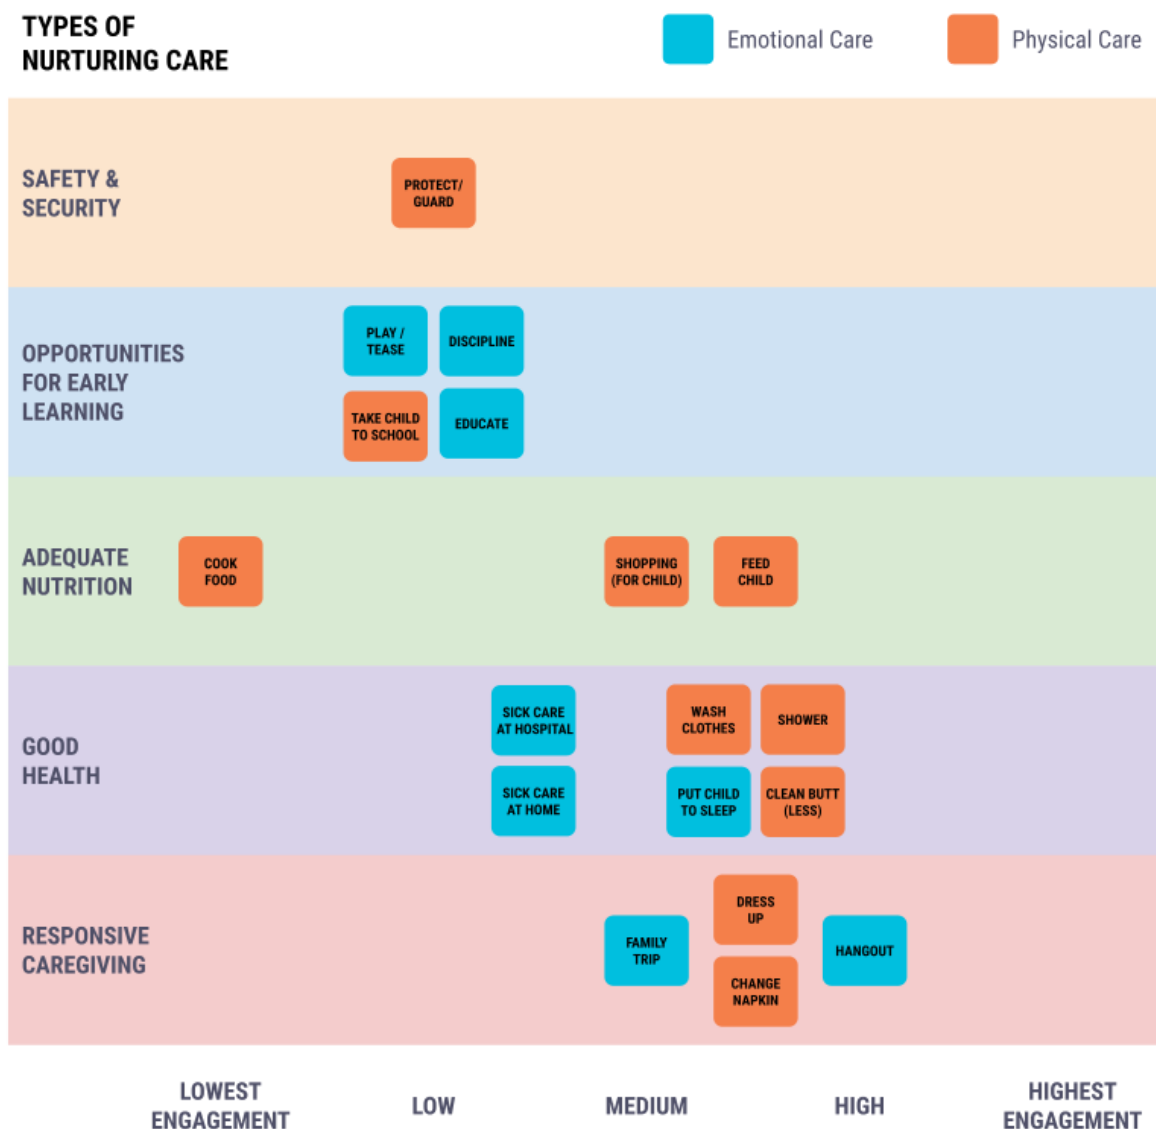 TYPES OF
NURTURING CARE
Emotional Care
Physical Care
SAFETY &
SECURITY
PROTECT/
GUARD
OPPORTUNITIES
FOR EARLY
LEARNING
PLAY /
TEASE
DISCIPLINE
TAKE CHILD
TO SCHOOL
EDUCATE
ADEQUATE
NUTRITION
COOK
FOOD
SHOPPING
(FOR CHILD)
FEED
CHILD
GOOD
HEALTH
SICK CARE
AT HOSPITAL
WASH
CLOTHES
SHOWER
SICK CARE
AT HOME
PUT CHILD
TO SLEEP
CLEAN BUTT
(LESS)
RESPONSIVE
CAREGIVING
FAMILY
TRIP
DRESS
UP
CHANGE
NAPKIN
HANGOUT
LOWEST
ENGAGEMENT
LOW
MEDIUM
HIGH
HIGHEST
ENGAGEMENT